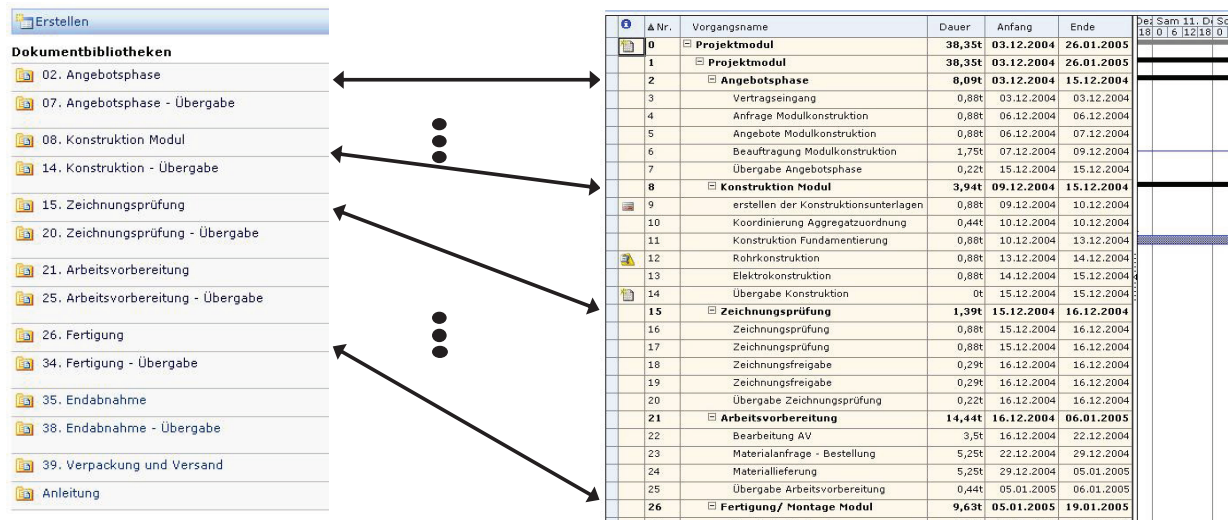 Erstellen
Dokumentbibliotheken
02. Angebotsphase
07. Angebotsphase - Übergabe
08. Konstruktion Modul
14. Konstruktion - Übergabe
15. Zeichnungsprüfung
20. Zeichnungsprüfung - Übergabe
21. Arbeitsvorbereitung
25. Arbeitsvorbereitung - Übergabe
26. Fertigung
34. Fertigung - Übergabe
35. Endabnahme
38. Endabnahme - Übergabe
39. Verpackung und Versand
Anleitung
Nr. Vorgangsname Dauer Anfang Ende
Sam 11.
18 0 6 12 18 0
0 Projektmodul 38,35t 03.12.2004 26.01.2005
1 Projektmodul 38,35t 03.12.2004 26.01.2005
2 Angebotsphase 8,09t 03.12.2004 15.12.2004
3 Vertragseingang 0,88t 03.12.2004 03.12.2004
4 Anfrage Modulkonstruktion 0,88t 06.12.2004 06.12.2004
5 Angebote Modulkonstruktion 0,88t 06.12.2004 07.12.2004
6 Beauftragung Modulkonstruktion 1,75t 07.12.2004 09.12.2004
7 Übergabe Angebotsphase 0,22t 15.12.2004 15.12.2004
8 Konstruktion Modul 3,94t 09.12.2004 15.12.2004
9 erstellen der Konstruktionsunterlagen 0,88t 09.12.2004 10.12.2004
10 Koordinierung Aggregatzuordnung 0,44t 10.12.2004 10.12.2004
11 Konstruktion Fundamentierung 0,88t 10.12.2004 13.12.2004
12 Rohrkonstruktion 0,88t 13.12.2004 14.12.2004
13 Elektrokonstruktion 0,88t 14.12.2004 15.12.2004
14 Übergabe Konstruktion 0t 15.12.2004 15.12.2004
15 Zeichnungsprüfung 1,39t 15.12.2004 16.12.2004
16 Zeichnungsprüfung 0,88t 15.12.2004 16.12.2004
17 Zeichnungsprüfung 0,88t 15.12.2004 16.12.2004
18 Zeichnungsfreigabe 0,29t 16.12.2004 16.12.2004
19 Zeichnungsfreigabe 0,29t 16.12.2004 16.12.2004
20 Übergabe Zeichnungsprüfung 0,22t 16.12.2004 16.12.2004
21 Arbeitsvorbereitung 14,44t 16.12.2004 06.01.2005
22 Bearbeitung AV 3,5t 16.12.2004 22.12.2004
23 Materialanfrage - Bestellung 5,25t 22.12.2004 29.12.2004
24 Materiallieferung 5,25t 29.12.2004 05.01.2005
25 Übergabe Arbeitsvorbereitung 0,44t 05.01.2005 06.01.2005
26 Fertigung/ Montage Modul 9,63t 05.01.2005 19.01.2005